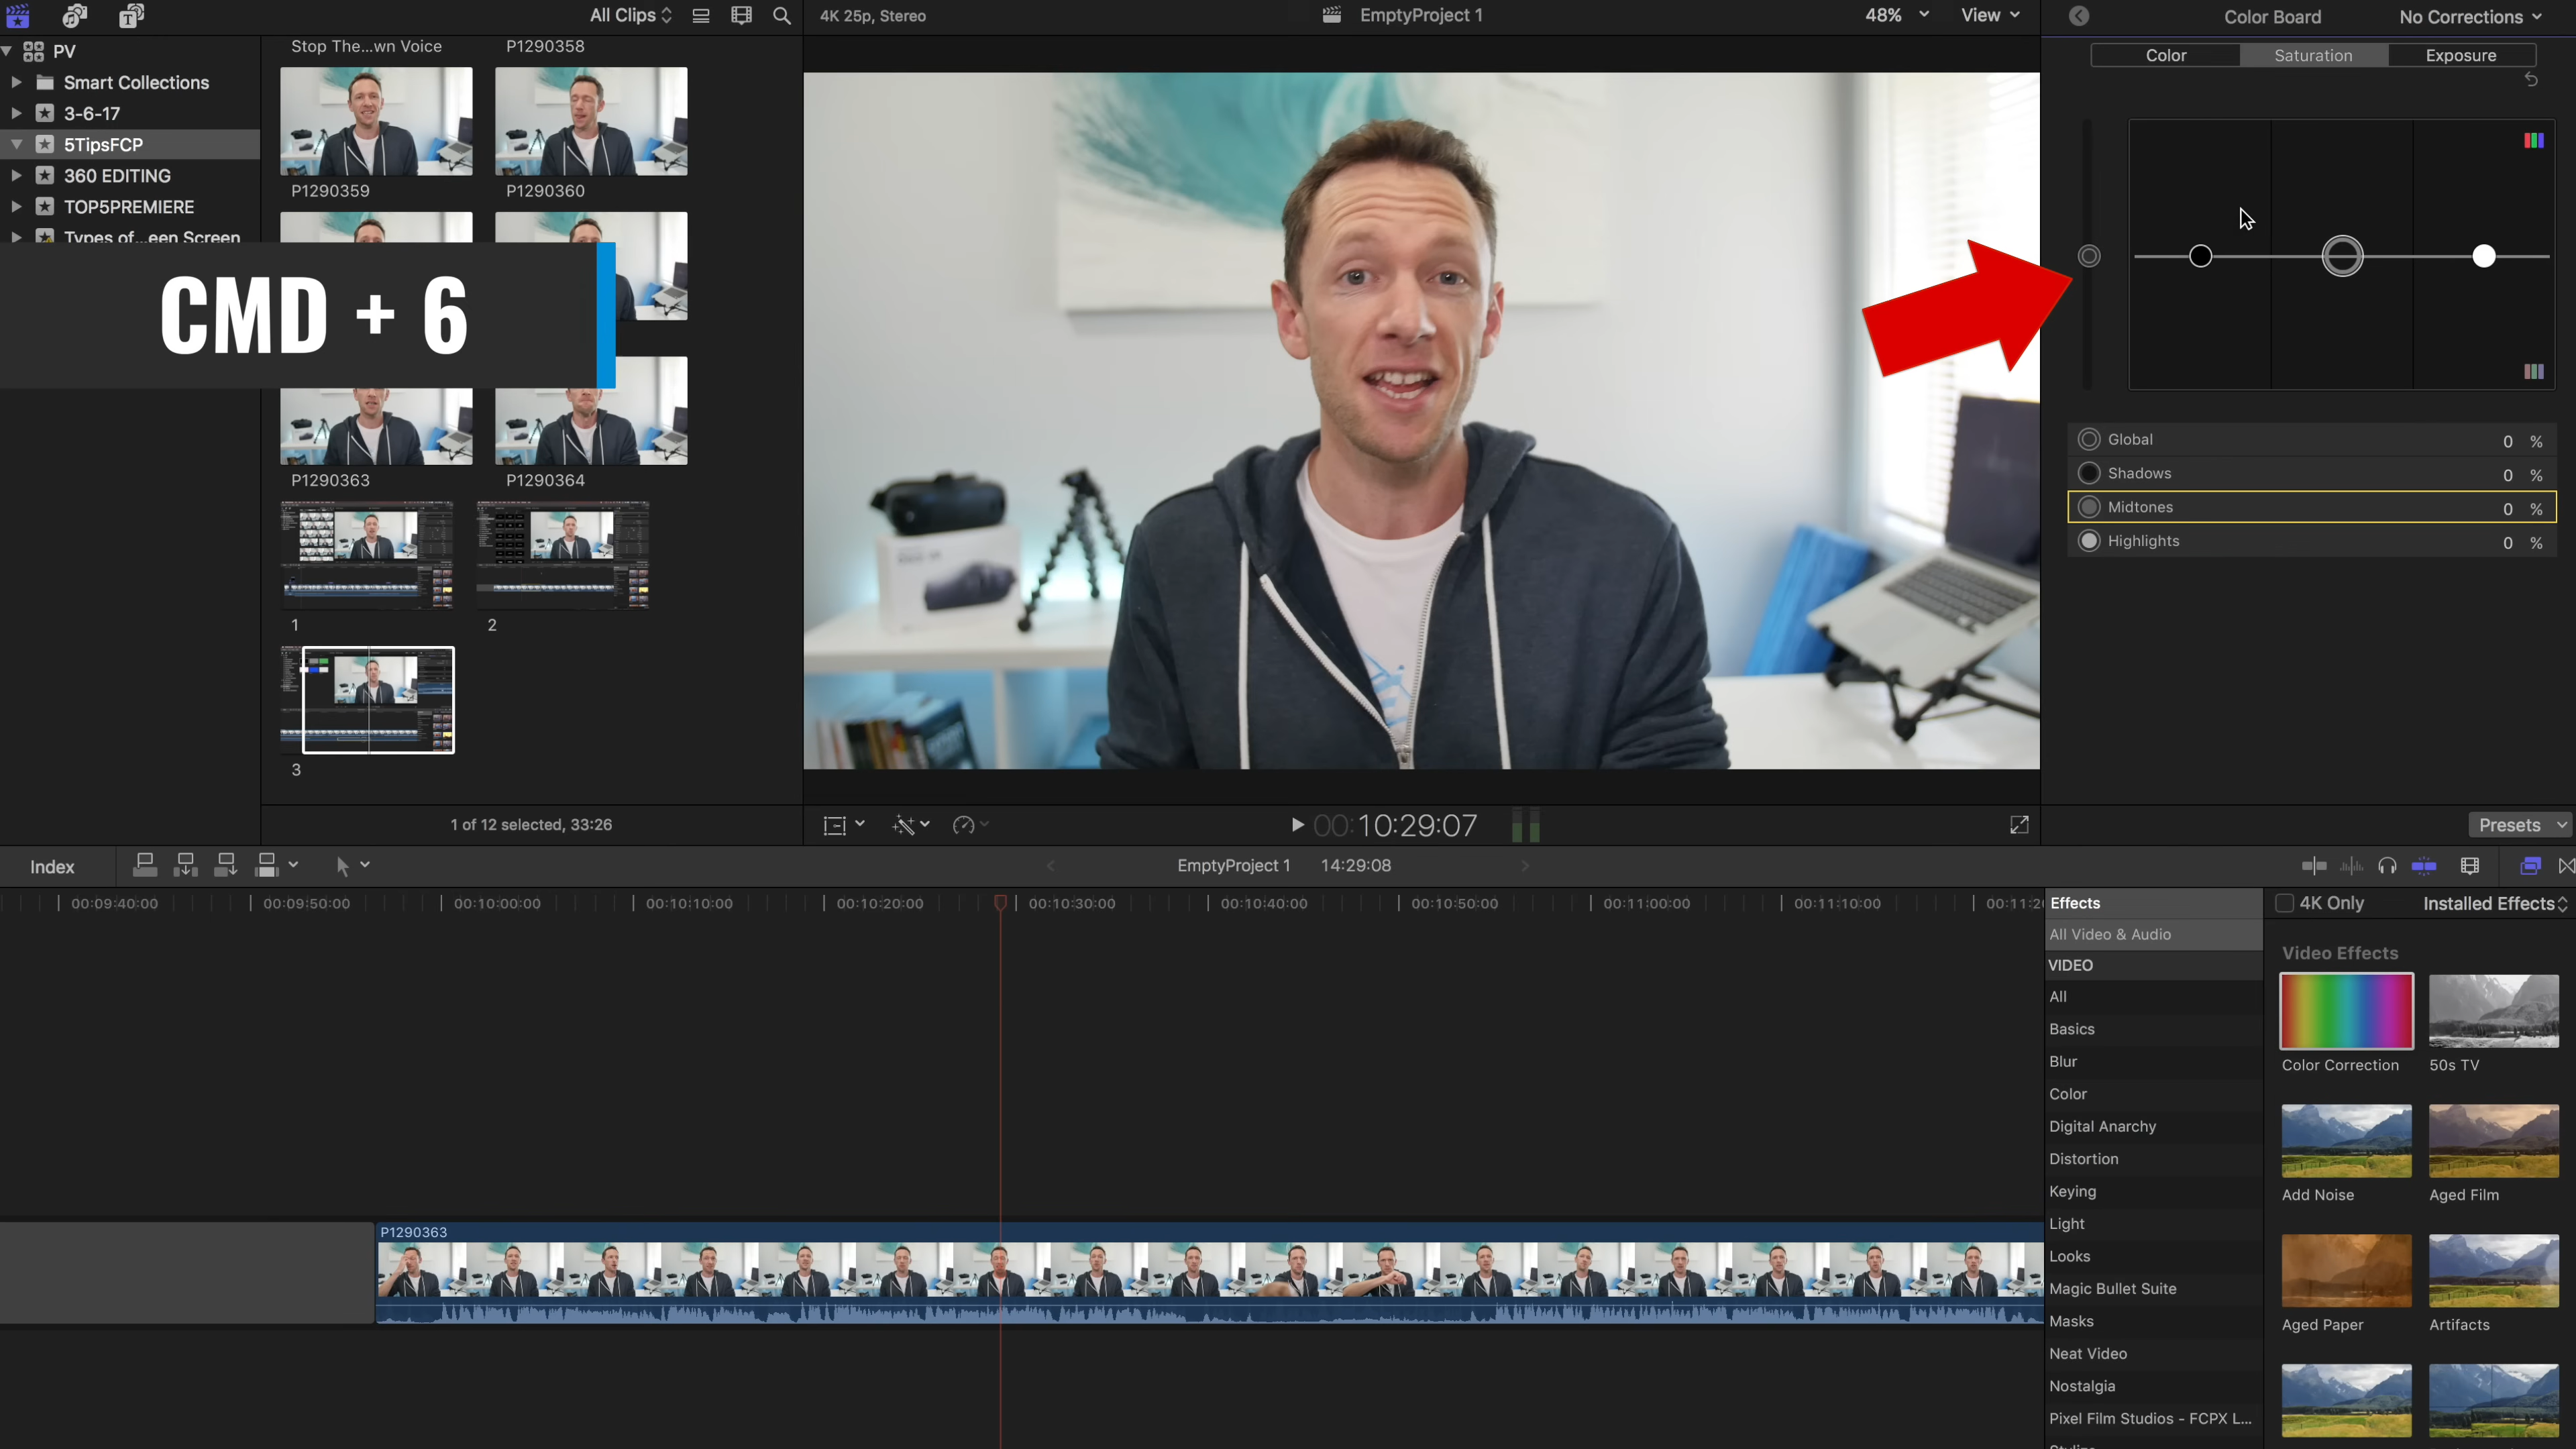 All Clips
4K 25p, Stereo
EmptyProject 1
48%
View
Color Board
No Corrections
PV
Smart Collections
3-6-17
5TipsFCP
360 EDITING
TOP5PREMIERE
Types of...een Screen
CMD + 6
Stop The...wn Voice
P1290358
P1290359
P1290360
P1290363
P1290364
1
2
3
1 of 12 selected, 33:26
00:10:29:07
Color
Saturation
Exposure
Global 0 %
Shadows 0 %
Midtones 0 %
Highlights 0 %
Presets
Index
EmptyProject 1
14:29:08
00:09:40:00
00:09:50:00
00:10:00:00
00:10:10:00
00:10:20:00
00:10:30:00
00:10:40:00
00:10:50:00
00:11:00:00
00:11:10:00
P1290363
Effects
All Video & Audio
VIDEO
All
Basics
Blur
Color
Digital Anarchy
Distortion
Keying
Light
Looks
Magic Bullet Suite
Masks
Neat Video
Nostalgia
Pixel Film Studios - FCPX L...
4K Only
Installed Effects
Video Effects
Color Correction
50s TV
Add Noise
Aged Film
Aged Paper
Artifacts